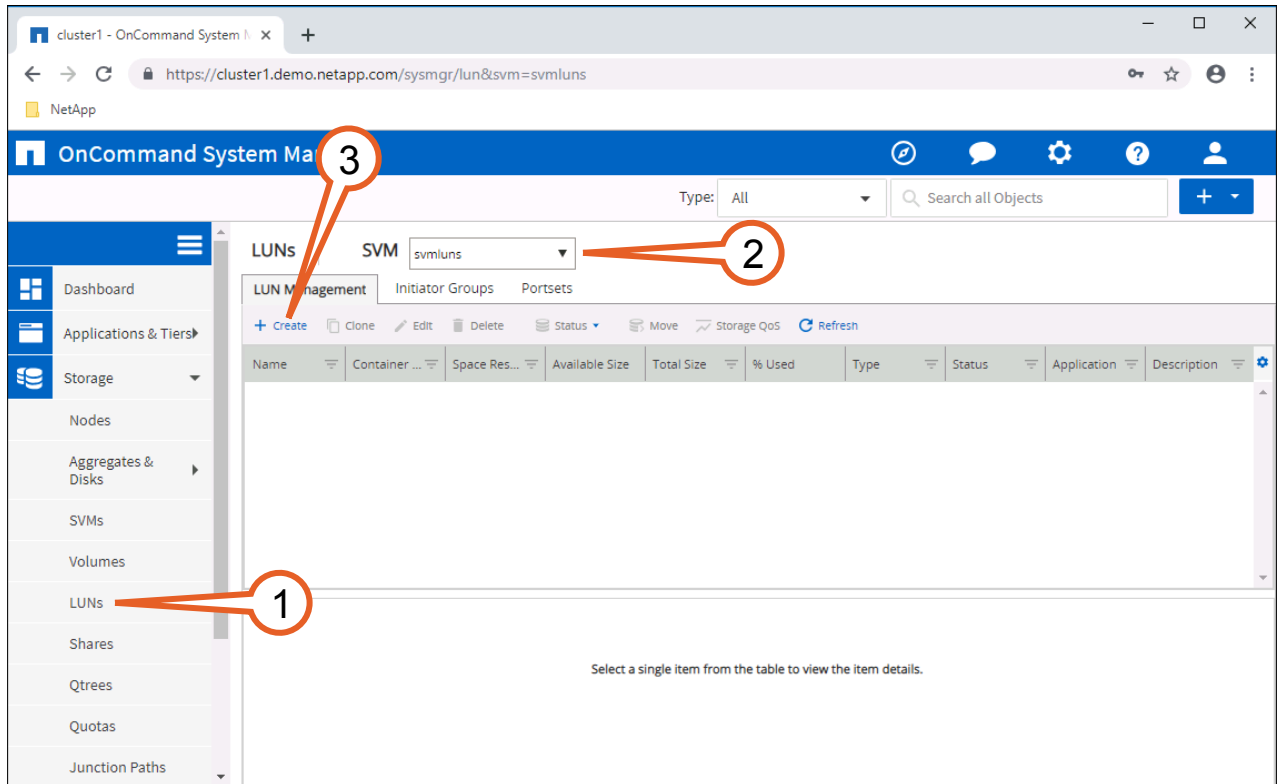 cluster1 - OnCommand System M
https://cluster1.demo.netapp.com/sysmgr/lun&svm=svmluns
NetApp
OnCommand System Ma
3
Type: All
Search all Objects
LUNs SVM svmluns
2
Dashboard
Applications & Tiers
Storage
Nodes
Aggregates &
Disks
SVMs
Volumes
LUNs
1
Shares
Qtrees
Quotas
Junction Paths
LUN Management Initiator Groups Portsets
+ Create Clone Edit Delete Status Move Storage QoS Refresh
Name Container ... Space Res... Available Size Total Size % Used Type Status Application Description
Select a single item from the table to view the item details.